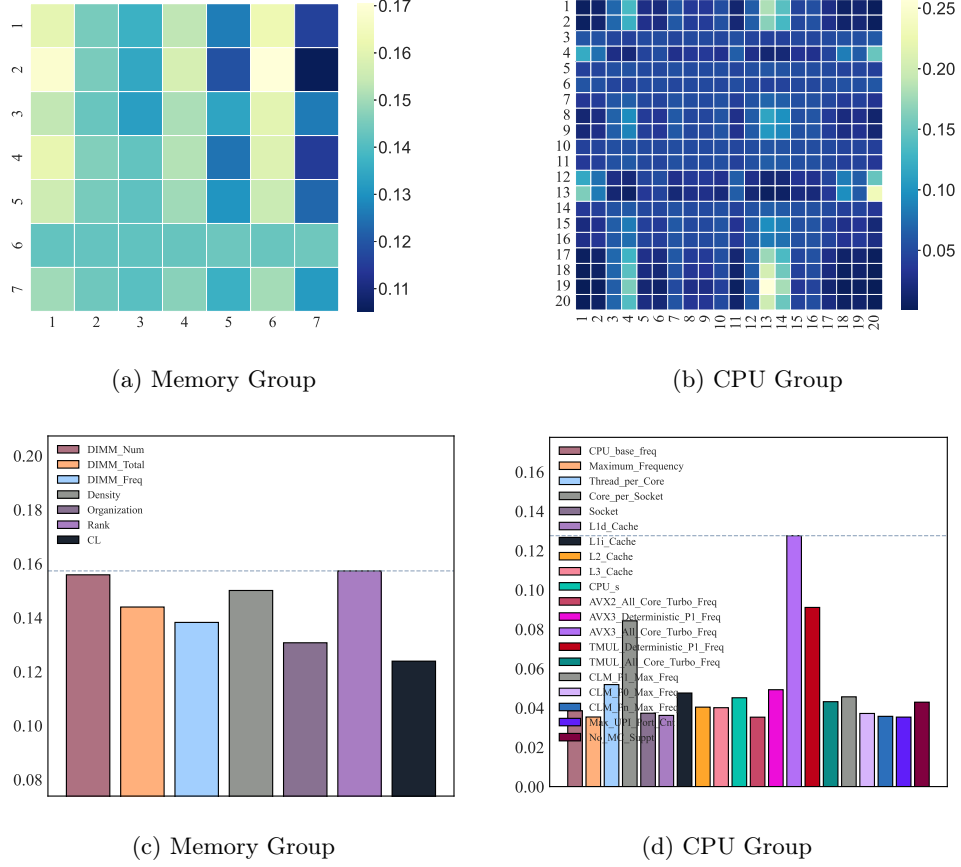 1
2
3
4
5
6
7
1 2 3 4 5 6 7
0.17
0.16
0.15
0.14
0.13
0.12
0.11
(a) Memory Group
1
2
3
4
5
6
7
8
9
10
11
12
13
14
15
16
17
18
19
20
1 2 3 4 5 6 7 8 9 10 11 12 13 14 15 16 17 18 19 20
0.25
0.20
0.15
0.10
0.05
(b) CPU Group
0.20
0.18
0.16
0.14
0.12
0.10
0.08
DIMM_Num
DIMM_Total
DIMM_Freq
Density
Organization
Rank
CL
(c) Memory Group
0.16
0.14
0.12
0.10
0.08
0.06
0.04
0.02
0.00
CPU_base_freq
Maximum_Frequency
Thread_per_Core
Core_per_Socket
Socket
L1d_Cache
L1i_Cache
L2_Cache
L3_Cache
CPU_s
AVX2_All_Core_Turbo_Freq
AVX3_Deterministic_P1_Freq
AVX3_All_Core_Turbo_Freq
TMUL_Deterministic_P1_Freq
TMUL_All_Core_Turbo_Freq
CLM_P1_Max_Freq
CLM_P0_Max_Freq
CLM_Pn_Max_Freq
Max_UPI_Port_Cnt
No_MC_Suppt
(d) CPU Group